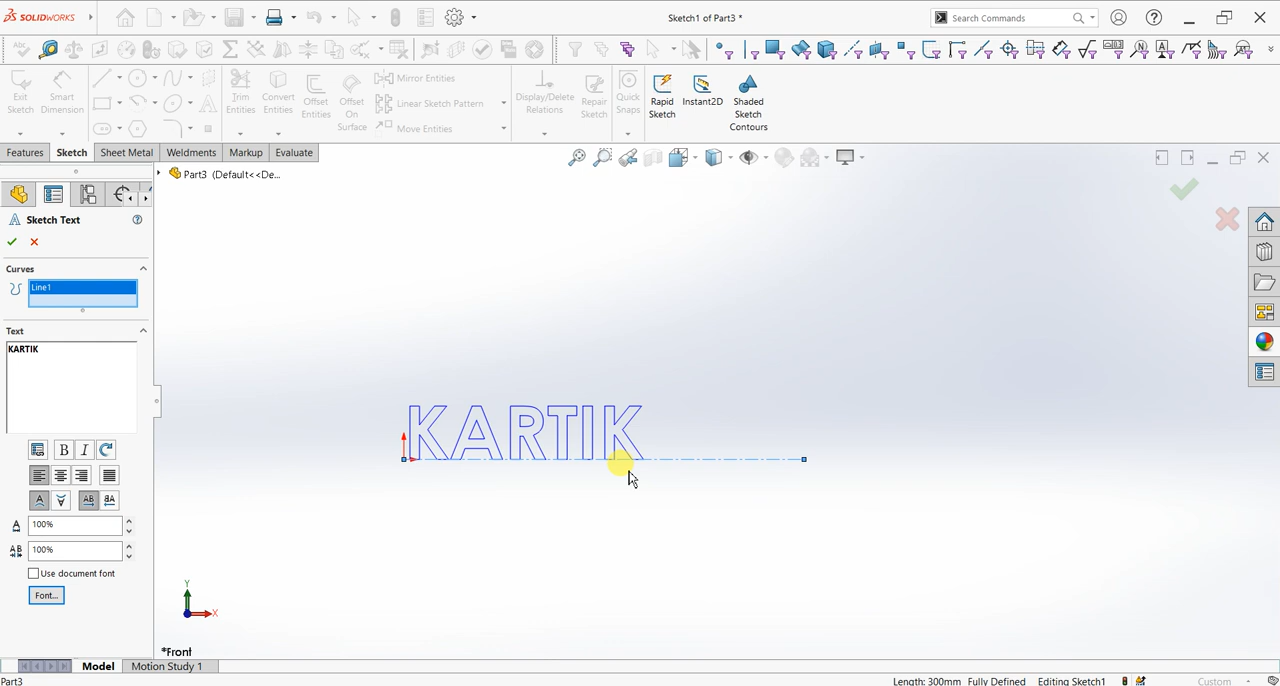 SOLIDWORKS
Sketch1 of Part3 *
Search Commands
Exit Sketch
Smart Dimension
Trim Entities
Convert Entities
Offset Entities
Offset On Surface
Mirror Entities
Linear Sketch Pattern
Move Entities
Display/Delete Relations
Repair Sketch
Quick Snaps
Rapid Sketch
Instant2D
Shaded Sketch Contours
Features
Sketch
Sheet Metal
Weldments
Markup
Evaluate
Part3 (Default<<De...
Sketch Text
Curves
Line1
Text
KARTIK
KARTIK
100%
100%
Use document font
Font...
Y
X
*Front
Model
Motion Study 1
Part3
Length: 300mm Fully Defined Editing Sketch1
Custom